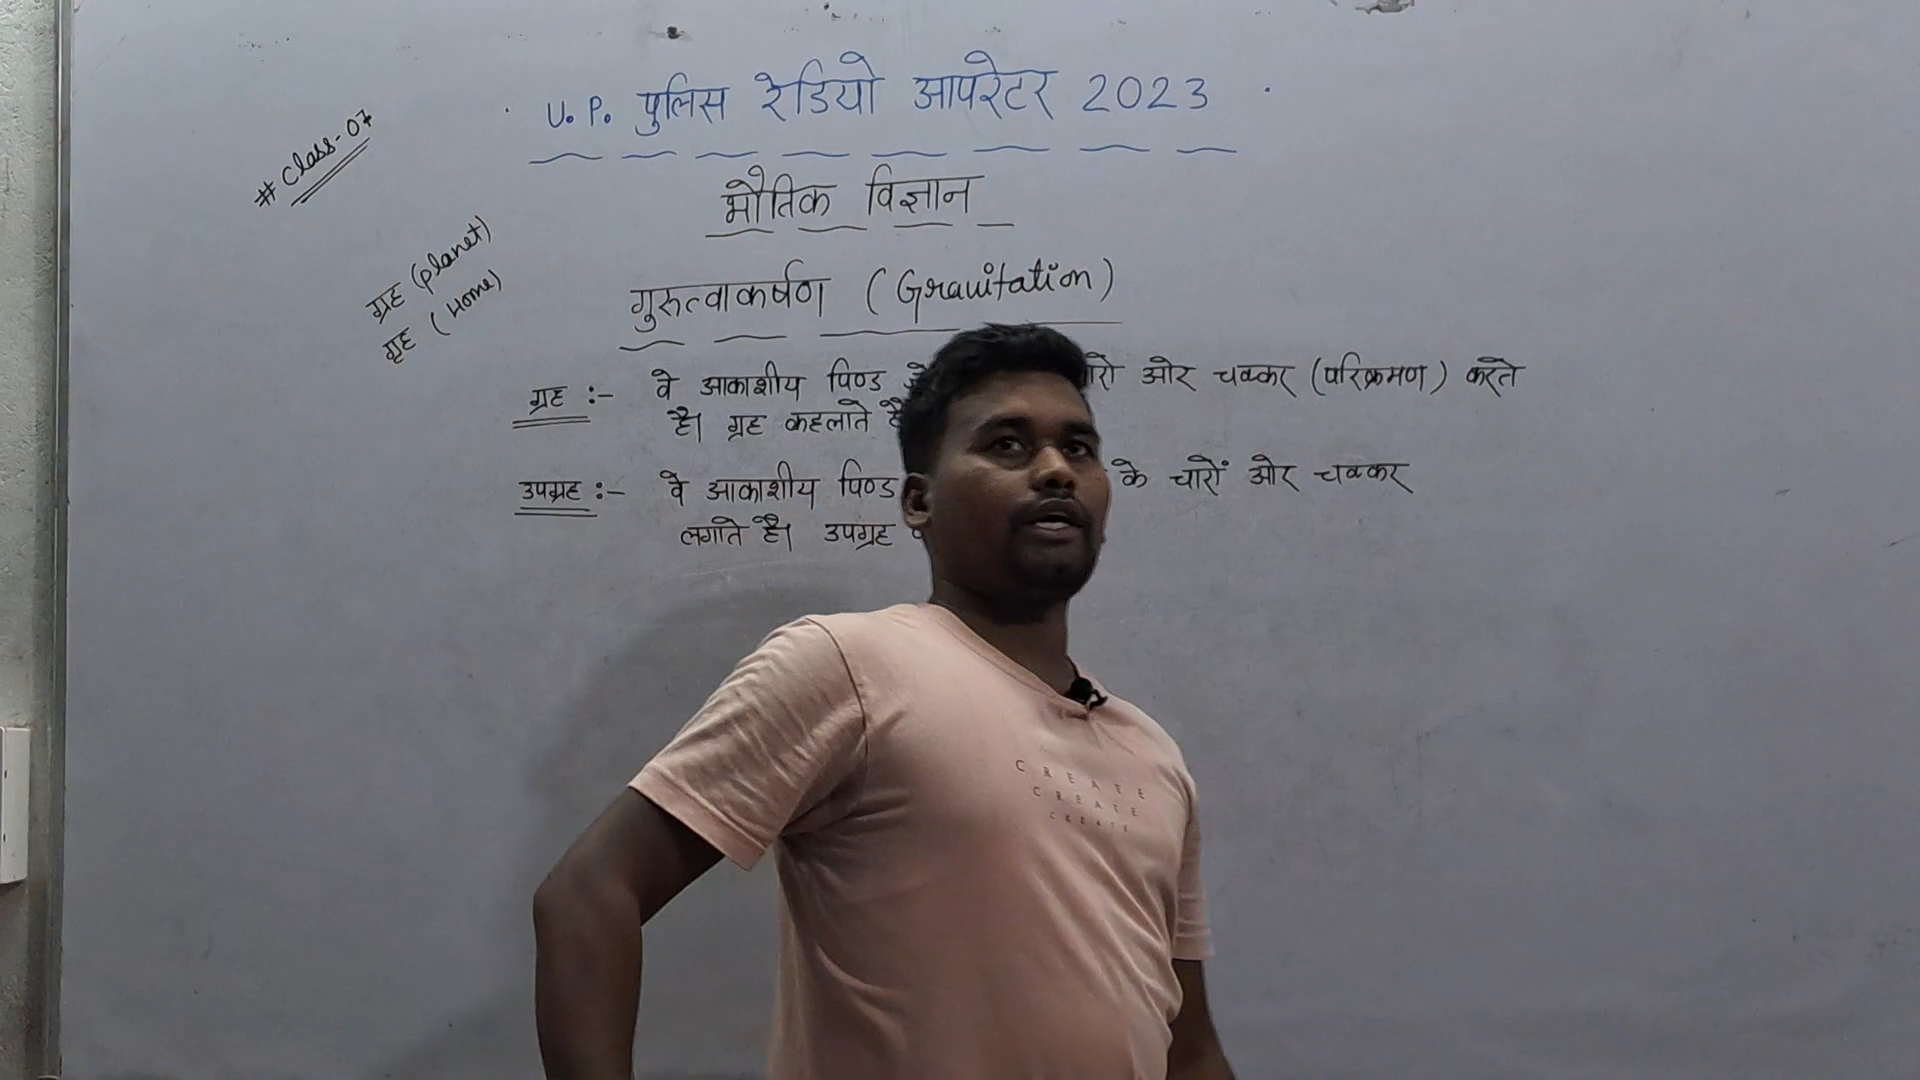 U. P. पुलिस रेडियो आपरेटर 2023
# Class-07
भौतिक विज्ञान
ग्रह (Planet)
गृह (Home)
गुरुत्वाकर्षण (Gravitation)
ग्रह :- वे आकाशीय पिण्ड ओर चक्कर (परिक्रमण) करते
है। ग्रह कहलाते
उपग्रह :- वे आकाशीय पिण्ड के चारों ओर चक्कर
लगाते है। उपग्रह
CREATE
CREATE
CREATE